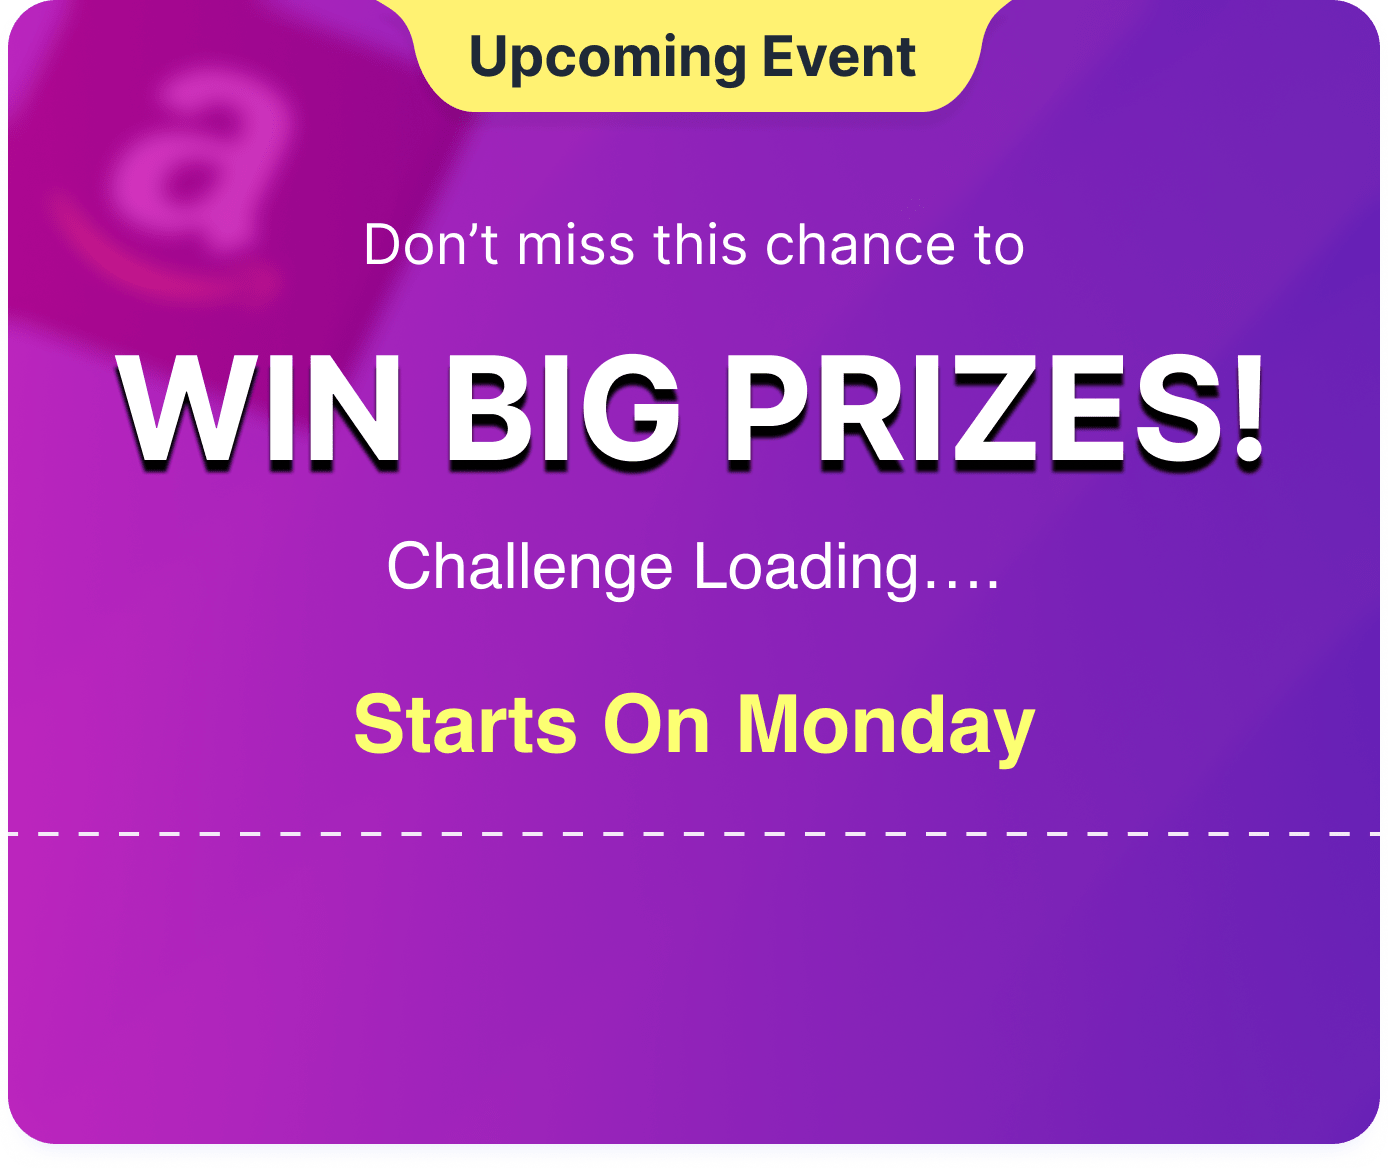 Upcoming Event
a
Don’t miss this chance to
WIN BIG PRIZES!
Challenge Loading....
Starts On Monday